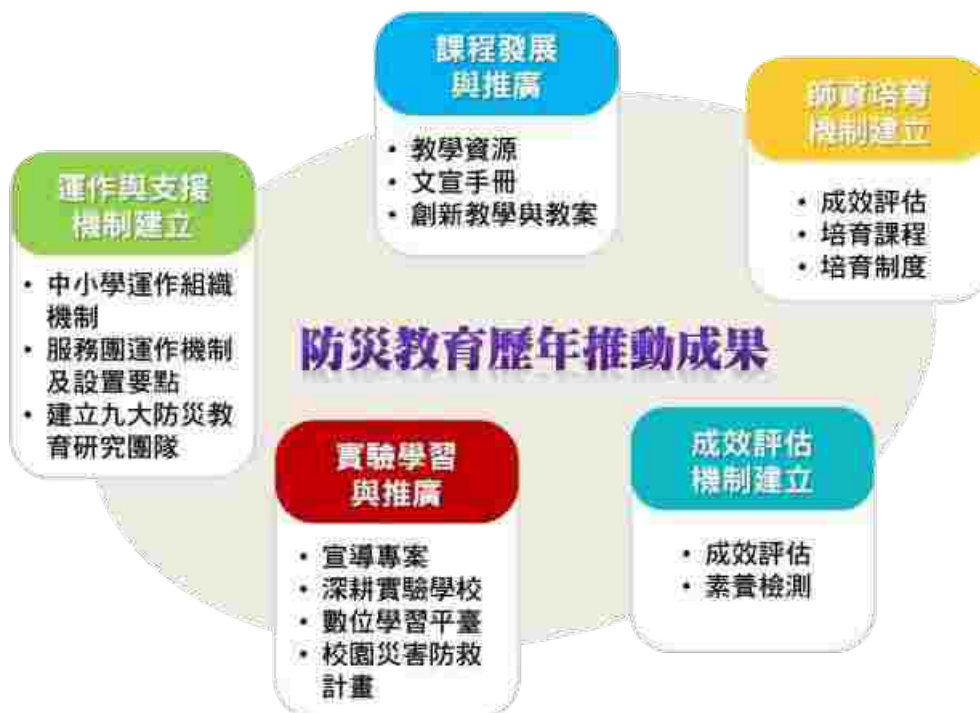 課程發展
與推廣
• 教學資源
• 文宣手冊
• 創新教學與教案
師資培育
機制建立
• 成效評估
• 培育課程
• 培育制度
運作與支援
機制建立
• 中小學運作組織
機制
• 服務團運作機制
及設置要點
• 建立九大防災教
育研究團隊
防災教育歷年推動成果
實驗學習
與推廣
• 宣導專案
• 深耕實驗學校
• 數位學習平臺
• 校園災害防救
計畫
成效評估
機制建立
• 成效評估
• 素養檢測